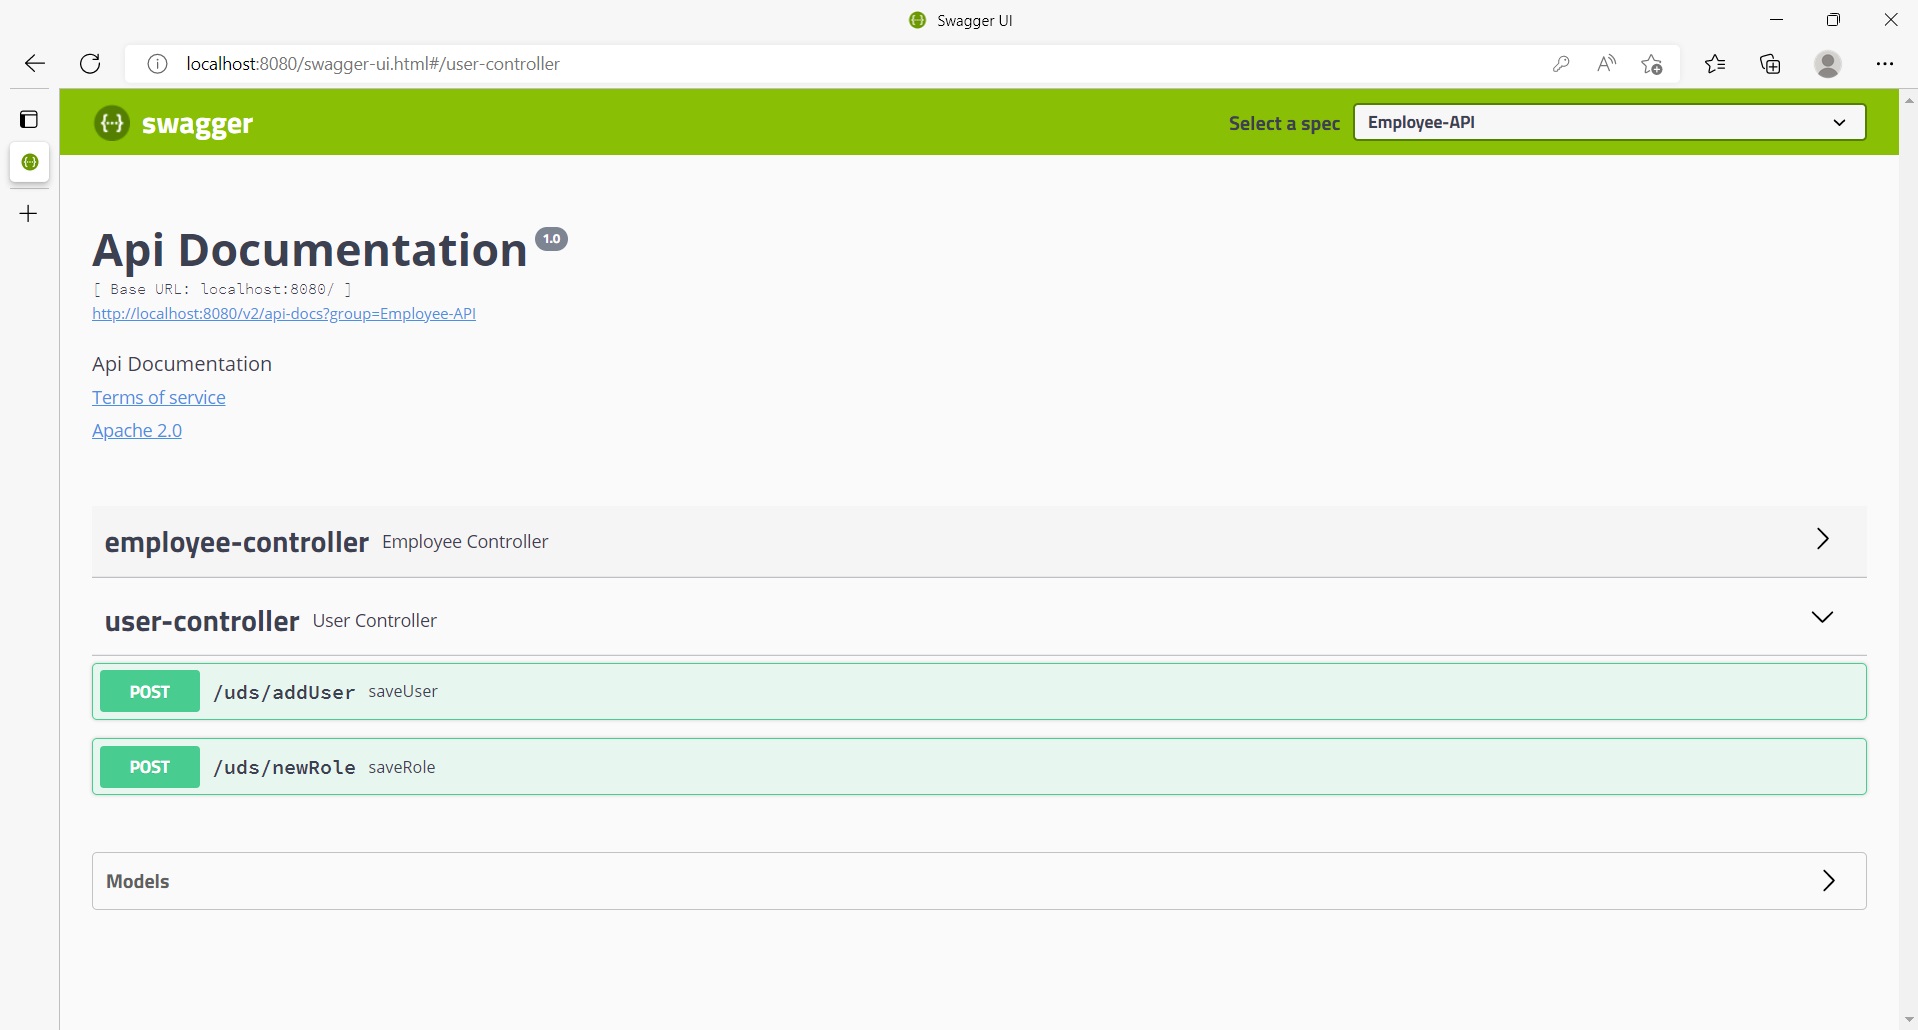 Swagger UI
localhost:8080/swagger-ui.html#/user-controller
{···} swagger
Select a spec Employee-API
Api Documentation 1.0
[ Base URL: localhost:8080/ ]
http://localhost:8080/v2/api-docs?group=Employee-API
Api Documentation
Terms of service
Apache 2.0
employee-controller Employee Controller
user-controller User Controller
POST /uds/addUser saveUser
POST /uds/newRole saveRole
Models